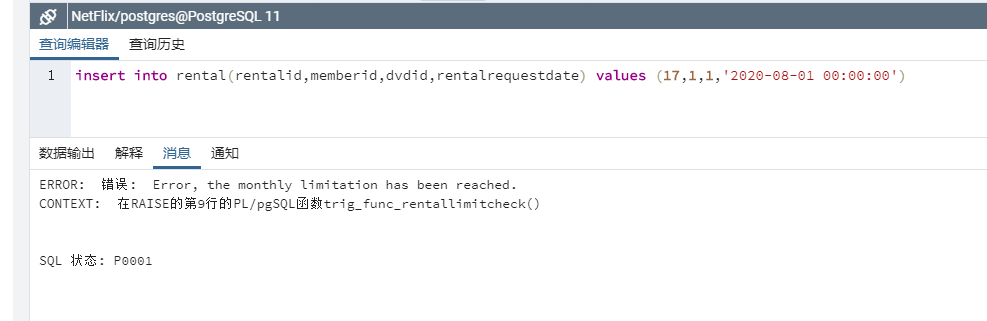 NetFlix/postgres@PostgreSQL 11
查询编辑器 查询历史
1 insert into rental(rentalid,memberid,dvdid,rentalrequestdate) values (17,1,1,'2020-08-01 00:00:00')
数据输出 解释 消息 通知
ERROR: 错误: Error, the monthly limitation has been reached.
CONTEXT: 在RAISE的第9行的PL/pgSQL函数trig_func_rentallimitcheck()
SQL 状态: P0001